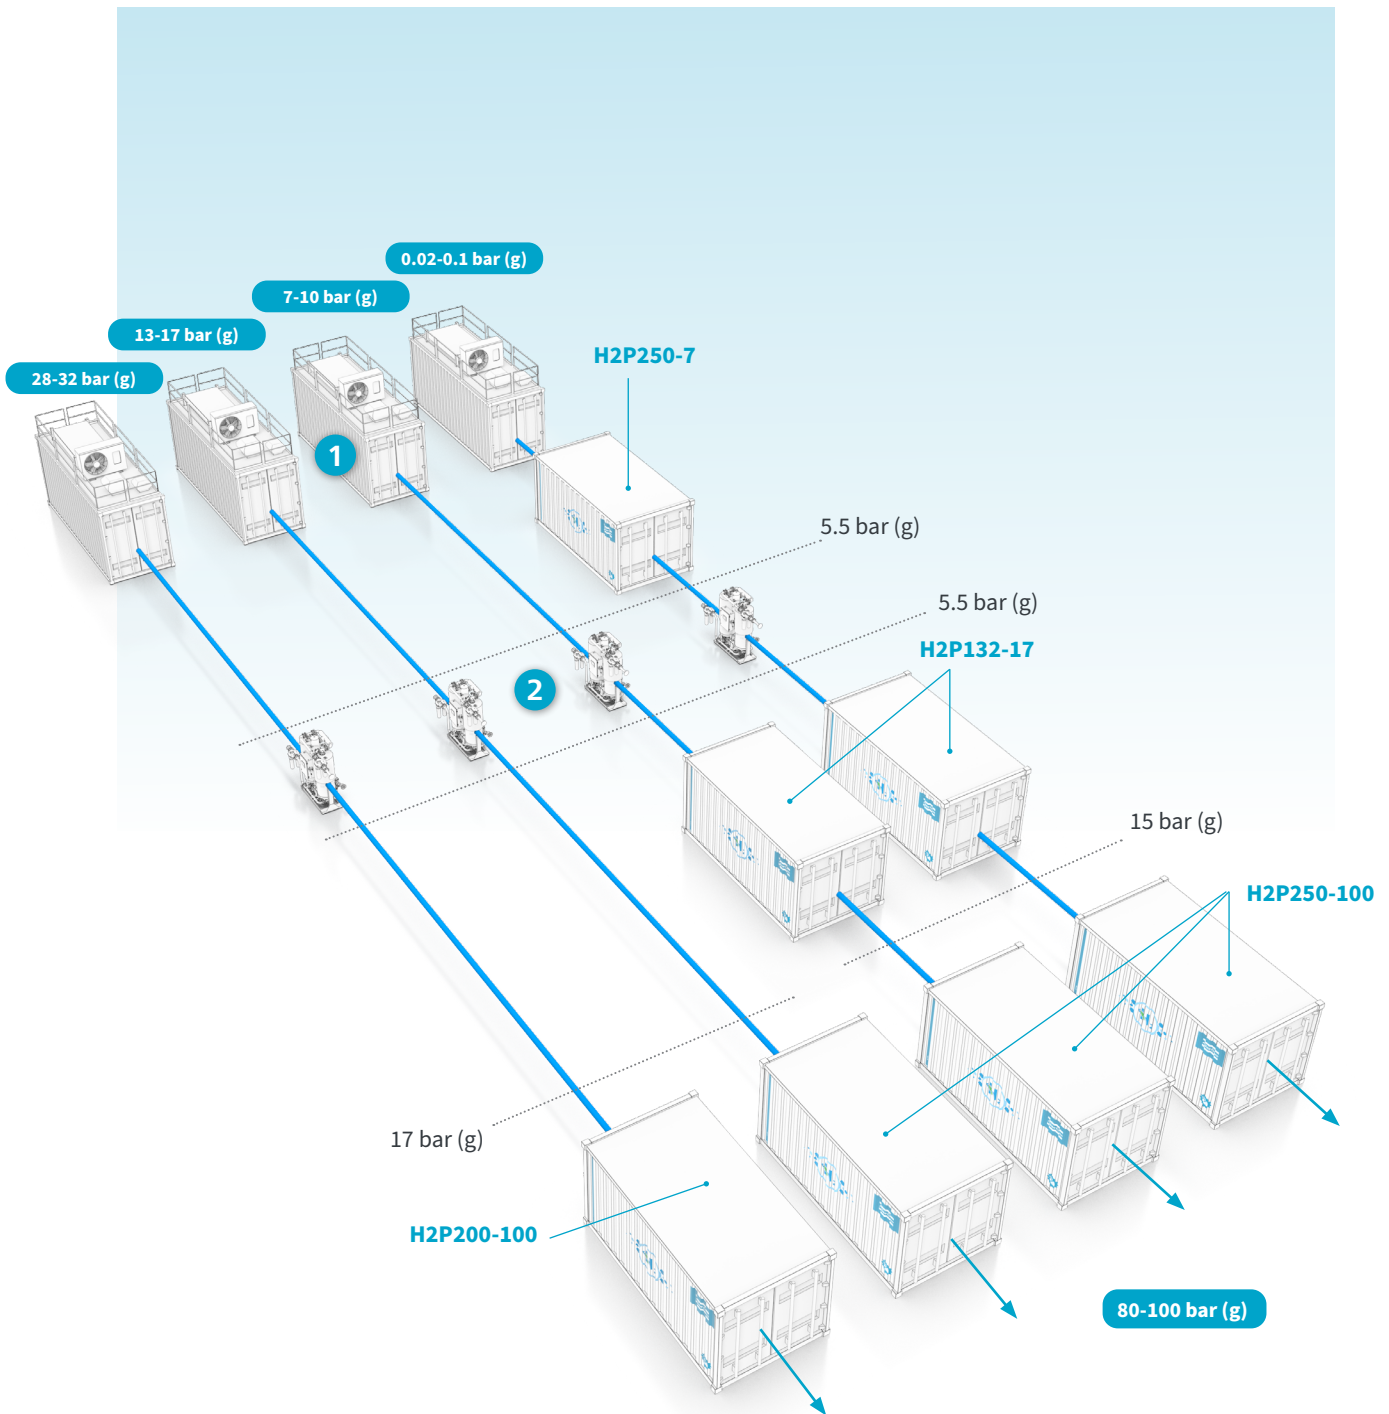 0.02-0.1 bar (g)
7-10 bar (g)
13-17 bar (g)
28-32 bar (g)
H2P250-7
1
5.5 bar (g)
5.5 bar (g)
H2P132-17
2
15 bar (g)
H2P250-100
17 bar (g)
H2P200-100
80-100 bar (g)